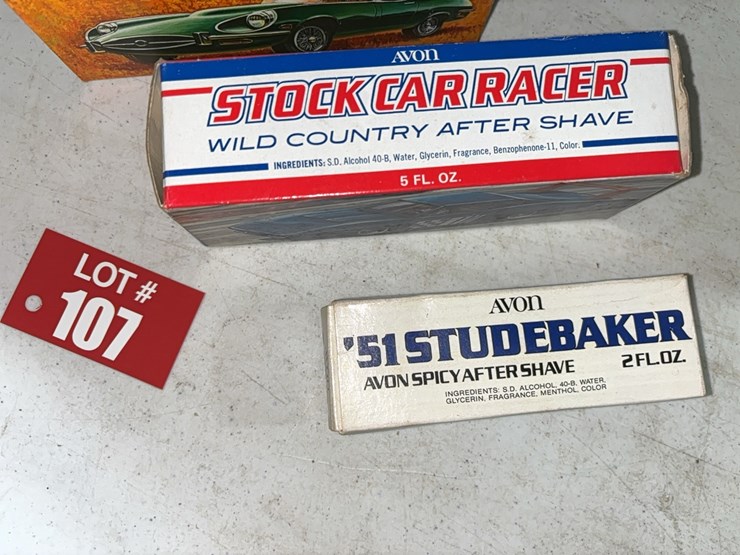 AVON
STOCK CAR RACER
WILD COUNTRY AFTER SHAVE
INGREDIENTS: S.D. Alcohol 40-B, Water, Glycerin, Fragrance, Benzophenone-11, Color.
5 FL. OZ.
LOT #
107
AVON
'51 STUDEBAKER
AVON SPICY AFTER SHAVE 2 FL. OZ.
INGREDIENTS: S.D. ALCOHOL, 40-B, WATER,
GLYCERIN, FRAGRANCE, MENTHOL, COLOR